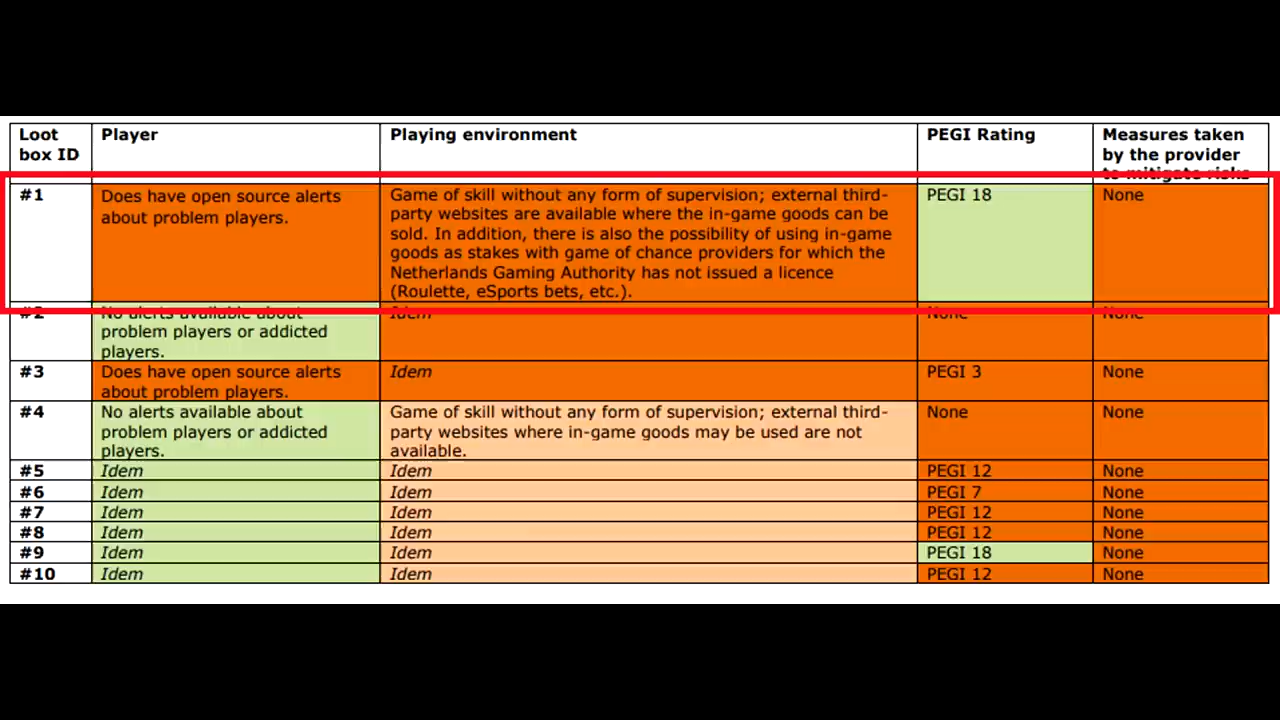 Loot Player Playing environment PEGI Rating Measures taken
box ID by the provider
to mitigate risks
#1 Does have open source alerts Game of skill without any form of supervision; external third- PEGI 18 None
about problem players. party websites are available where the in-game goods can be
sold. In addition, there is also the possibility of using in-game
goods as stakes with game of chance providers for which the
Netherlands Gaming Authority has not issued a licence
(Roulette, eSports bets, etc.).
#2 No alerts available about Idem None None
problem players or addicted
players.
#3 Does have open source alerts Idem PEGI 3 None
about problem players.
#4 No alerts available about Game of skill without any form of supervision; external third- None None
problem players or addicted party websites where in-game goods may be used are not
players. available.
#5 Idem Idem PEGI 12 None
#6 Idem Idem PEGI 7 None
#7 Idem Idem PEGI 12 None
#8 Idem Idem PEGI 12 None
#9 Idem Idem PEGI 18 None
#10 Idem Idem PEGI 12 None